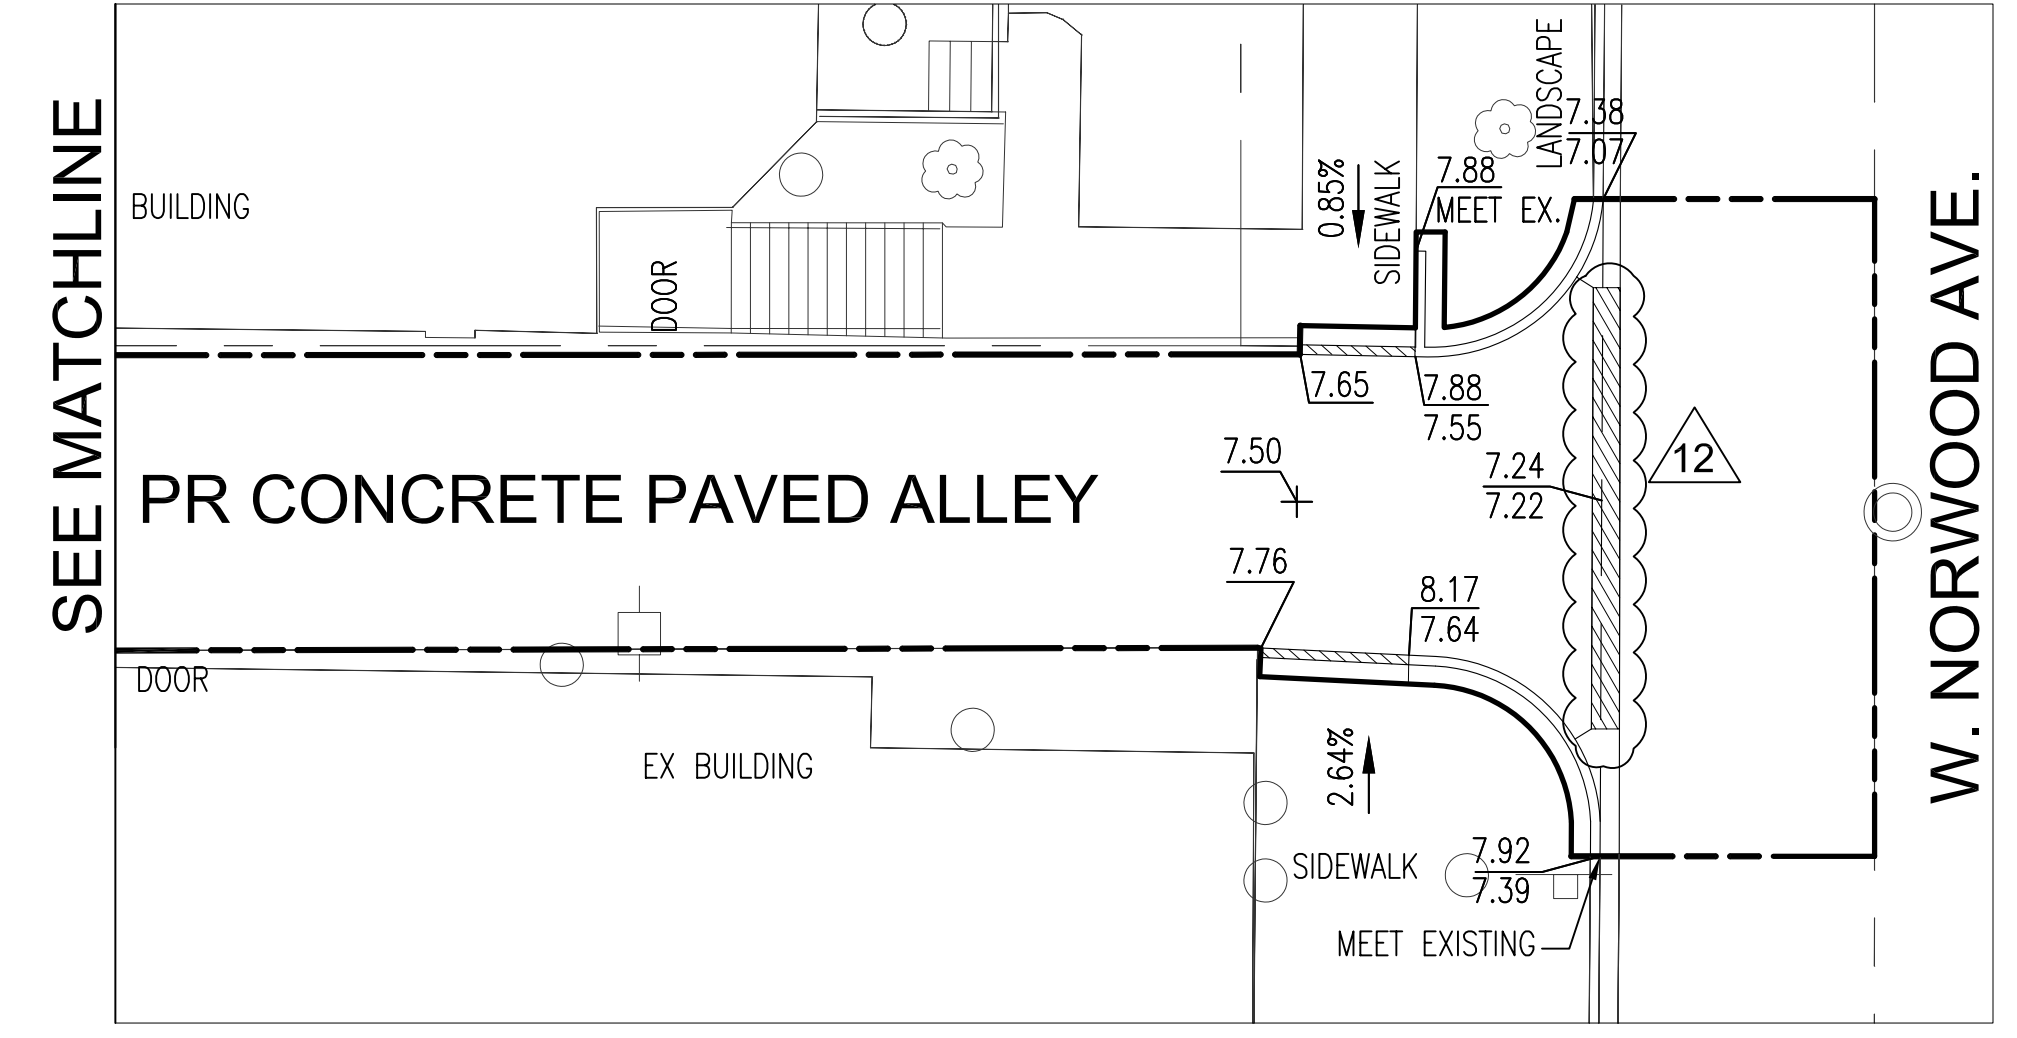 SEE MATCHLINE
BUILDING
DOOR
0.85%
SIDEWALK
LANDSCAPE
7.38
7.07
7.88
MEET EX.
7.65
7.88
7.55
7.50
7.24
7.22
12
PR CONCRETE PAVED ALLEY
7.76
8.17
7.64
W. NORWOOD AVE.
DOOR
EX BUILDING
2.64%
SIDEWALK
7.92
7.39
MEET EXISTING